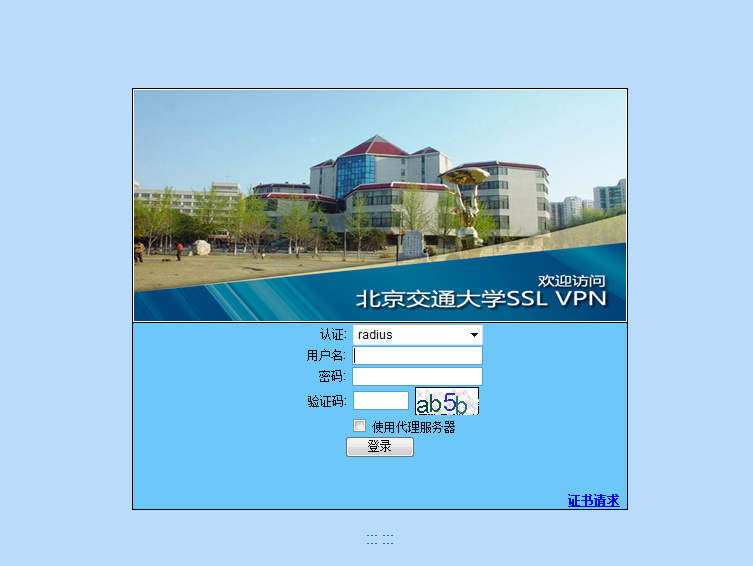 欢迎访问
北京交通大学SSL VPN
认证: radius
用户名:
密码:
验证码: ab5b
使用代理服务器
登录
证书请求
::: :::